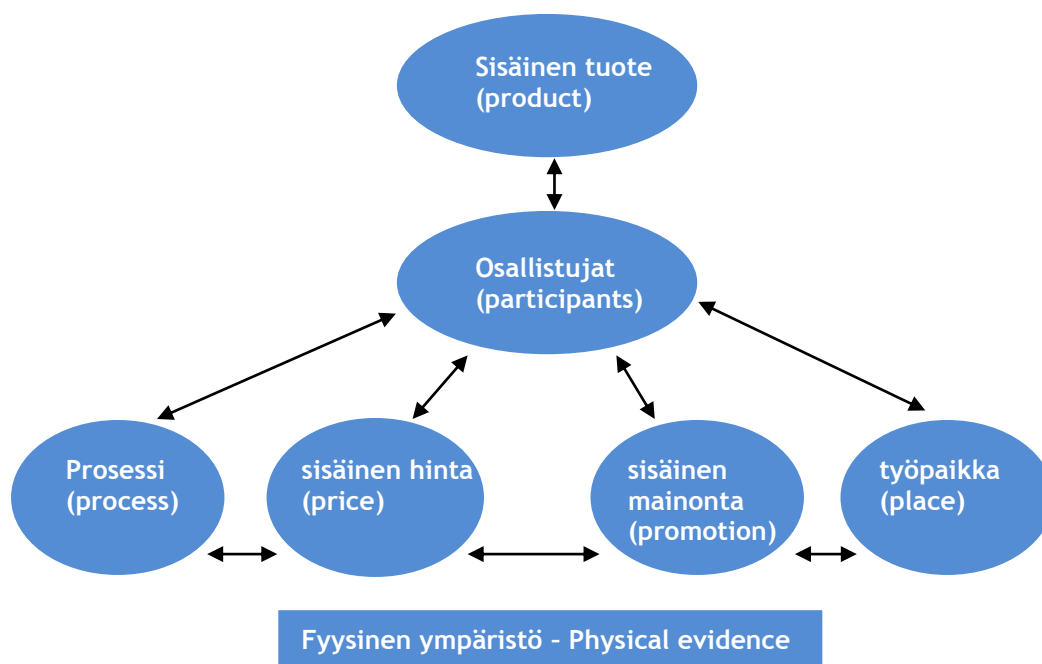 Sisäinen tuote
(product)
Osallistujat
(participants)
Prosessi
(process)
sisäinen hinta
(price)
sisäinen
mainonta
(promotion)
työpaikka
(place)
Fyysinen ympäristö – Physical evidence